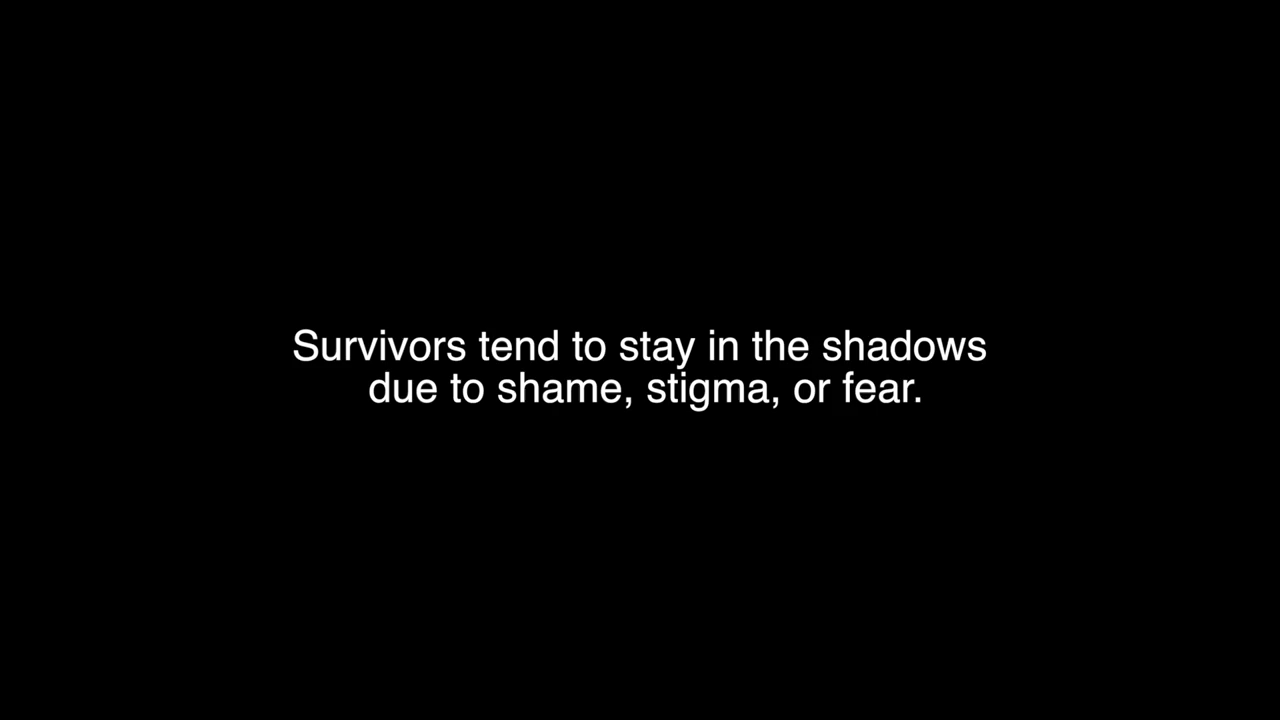 Survivors tend to stay in the shadows
due to shame, stigma, or fear.